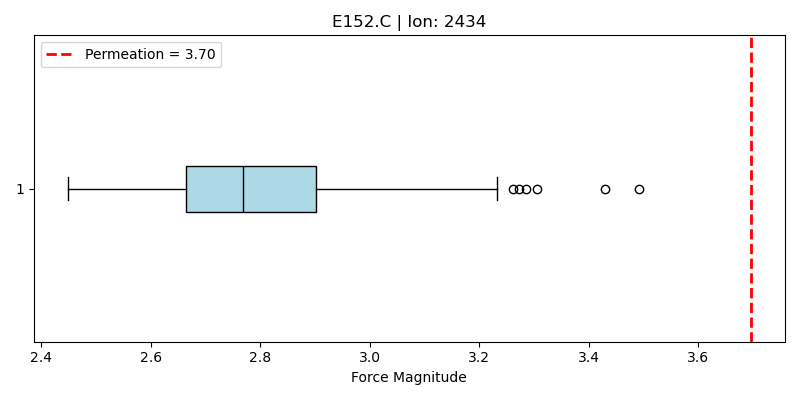 E152.C | Ion: 2434
Permeation = 3.70
1
2.4 2.6 2.8 3.0 3.2 3.4 3.6
Force Magnitude